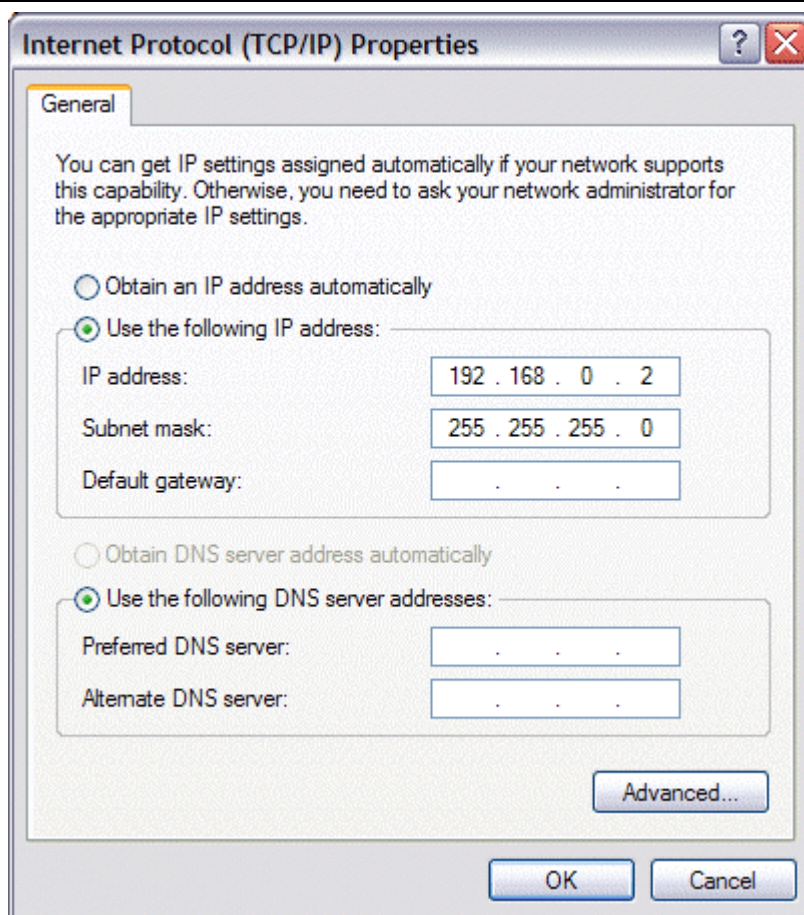 Internet Protocol (TCP/IP) Properties
?
General
You can get IP settings assigned automatically if your network supports
this capability. Otherwise, you need to ask your network administrator for
the appropriate IP settings.
Obtain an IP address automatically
Use the following IP address:
IP address: 192 . 168 . 0 . 2
Subnet mask: 255 . 255 . 255 . 0
Default gateway: . . .
Obtain DNS server address automatically
Use the following DNS server addresses:
Preferred DNS server: . . .
Alternate DNS server: . . .
Advanced...
OK Cancel